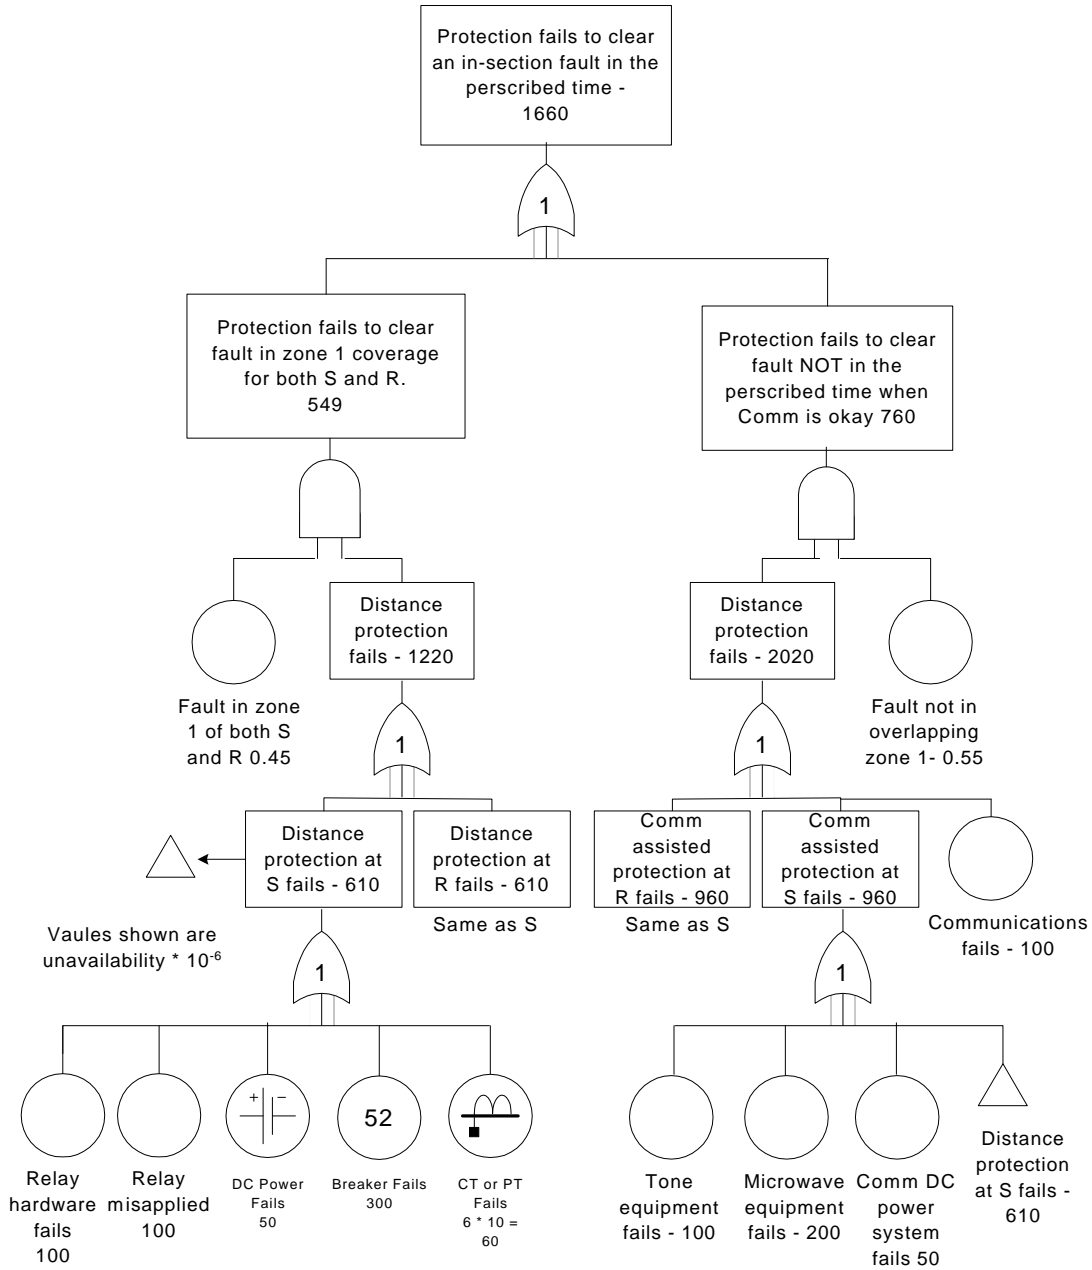 Protection fails to clear
an in-section fault in the
perscribed time -
1660
1
Protection fails to clear
fault in zone 1 coverage
for both S and R.
549
Protection fails to clear
fault NOT in the
perscribed time when
Comm is okay 760
Distance
protection
fails - 1220
Distance
protection
fails - 2020
Fault in zone
1 of both S
and R 0.45
1
1
Fault not in
overlapping
zone 1- 0.55
Distance
protection at
S fails - 610
Distance
protection at
R fails - 610
Comm
assisted
protection at
R fails - 960
Comm
assisted
protection at
S fails - 960
Same as S
Same as S
Communications
fails - 100
Vaules shown are
unavailability * 10-6
1
1
+ -
52
Relay
hardware
fails
100
Relay
misapplied
100
DC Power
Fails
50
Breaker Fails
300
CT or PT
Fails
6 * 10 =
60
Tone
equipment
fails - 100
Microwave
equipment
fails - 200
Comm DC
power
system
fails 50
Distance
protection
at S fails -
610